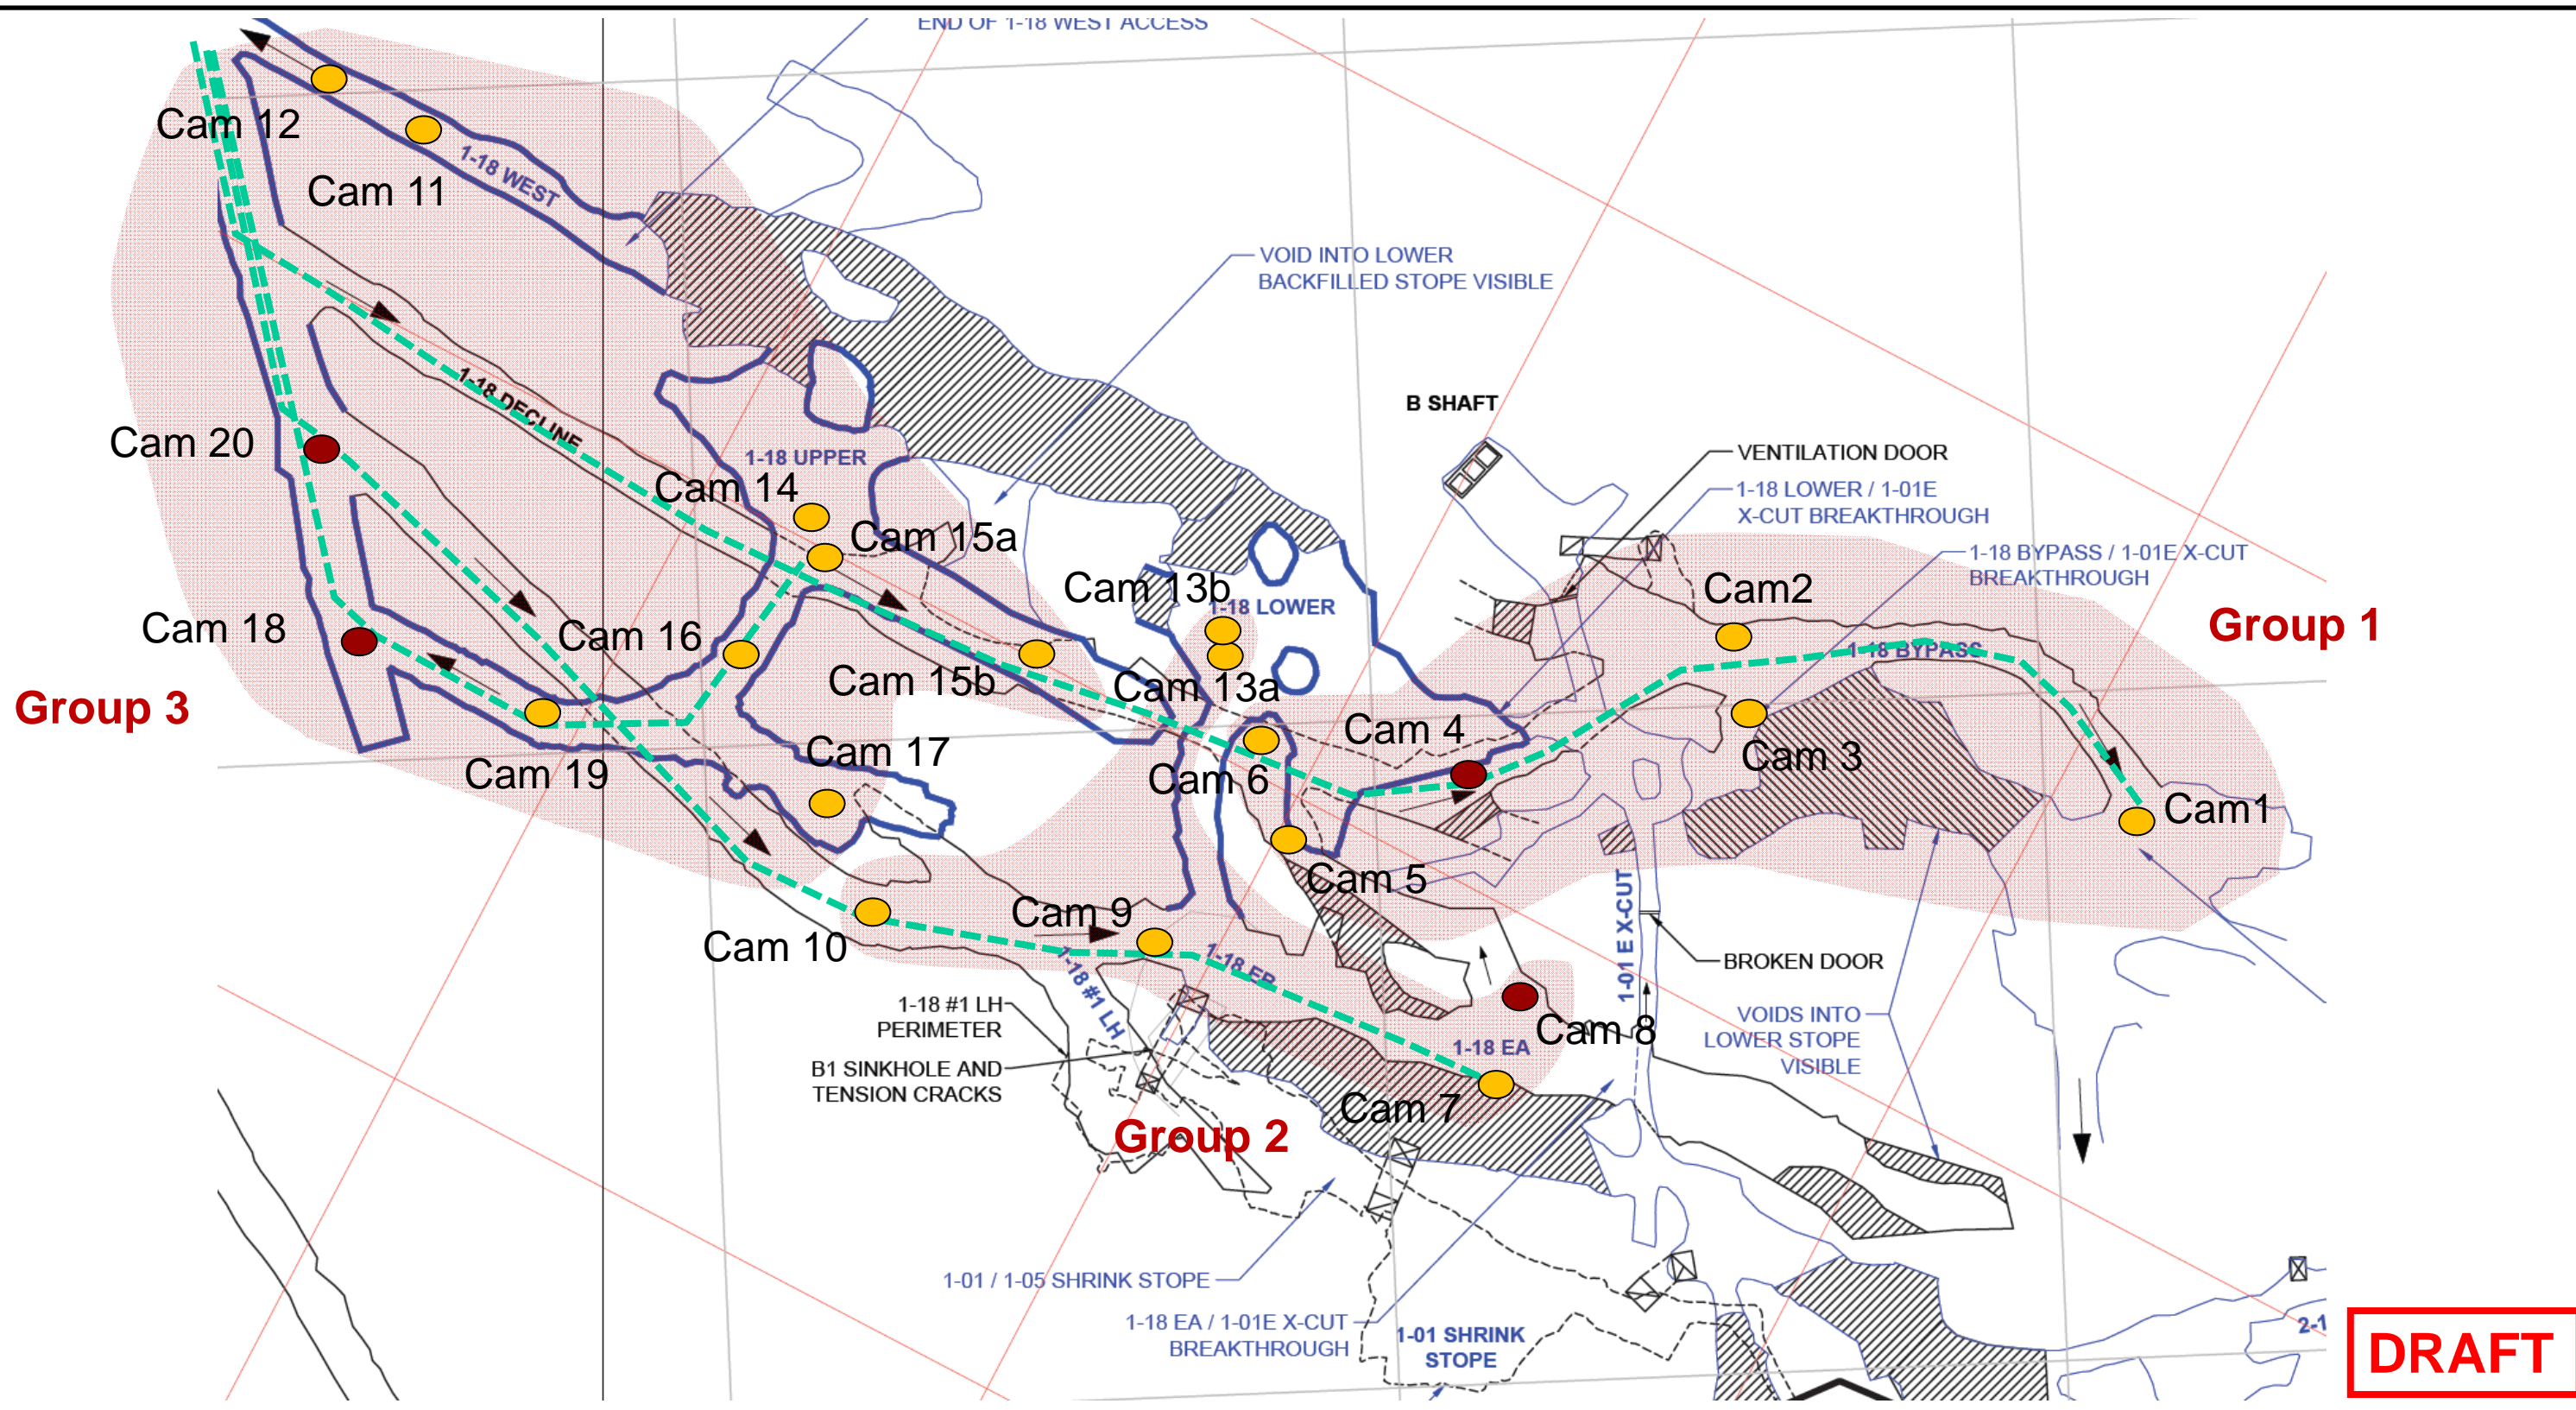 END OF 1-18 WEST ACCESS
Cam 12
Cam 11
1-18 WEST
VOID INTO LOWER
BACKFILLED STOPE VISIBLE
1-18 DECLINE
B SHAFT
Cam 20
1-18 UPPER
VENTILATION DOOR
Cam 14
1-18 LOWER / 1-01E
X-CUT BREAKTHROUGH
Cam 15a
1-18 BYPASS / 1-01E X-CUT
BREAKTHROUGH
Cam 13b
Cam2
1-18 LOWER
Group 1
Cam 18
Cam 16
1-18 BYPASS
Cam 15b
Cam 13a
Group 3
Cam 4
Cam 17
Cam 3
Cam 19
Cam 6
Cam1
Cam 5
Cam 9
1-01 E X-CUT
Cam 10
1-18 #1 LH
1-18 EP
BROKEN DOOR
1-18 #1 LH
PERIMETER
Cam 8
1-18 EA
VOIDS INTO
LOWER STOPE
VISIBLE
B1 SINKHOLE AND
TENSION CRACKS
Cam 7
Group 2
1-01 / 1-05 SHRINK STOPE
1-18 EA / 1-01E X-CUT
BREAKTHROUGH
1-01 SHRINK
STOPE
2-1
DRAFT